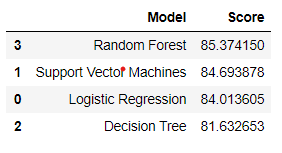 Model Score
3 Random Forest 85.374150
1 Support Vector Machines 84.693878
0 Logistic Regression 84.013605
2 Decision Tree 81.632653